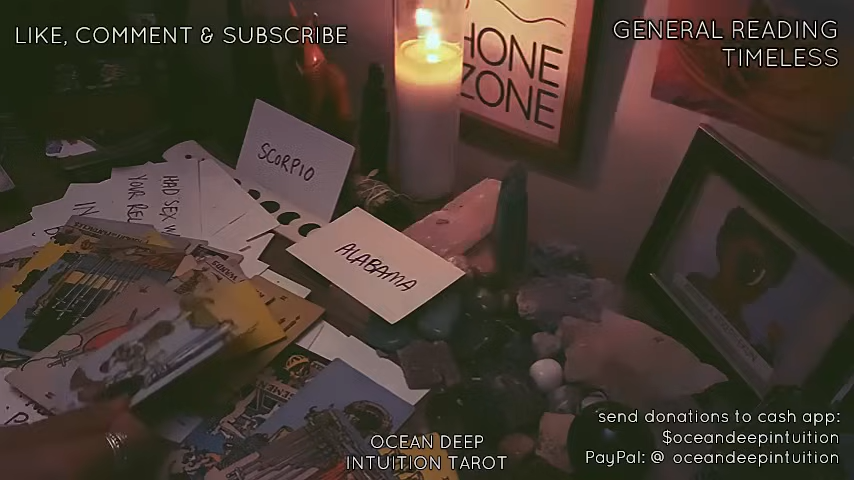 LIKE, COMMENT & SUBSCRIBE
GENERAL READING
TIMELESS
HONE
ZONE
SCORPIO
HAD SEX W
YOUR REL
IN
ALABAMA
send donations to cash app:
$oceandeepintuition
PayPal: @ oceandeepintuition
OCEAN DEEP
INTUITION TAROT